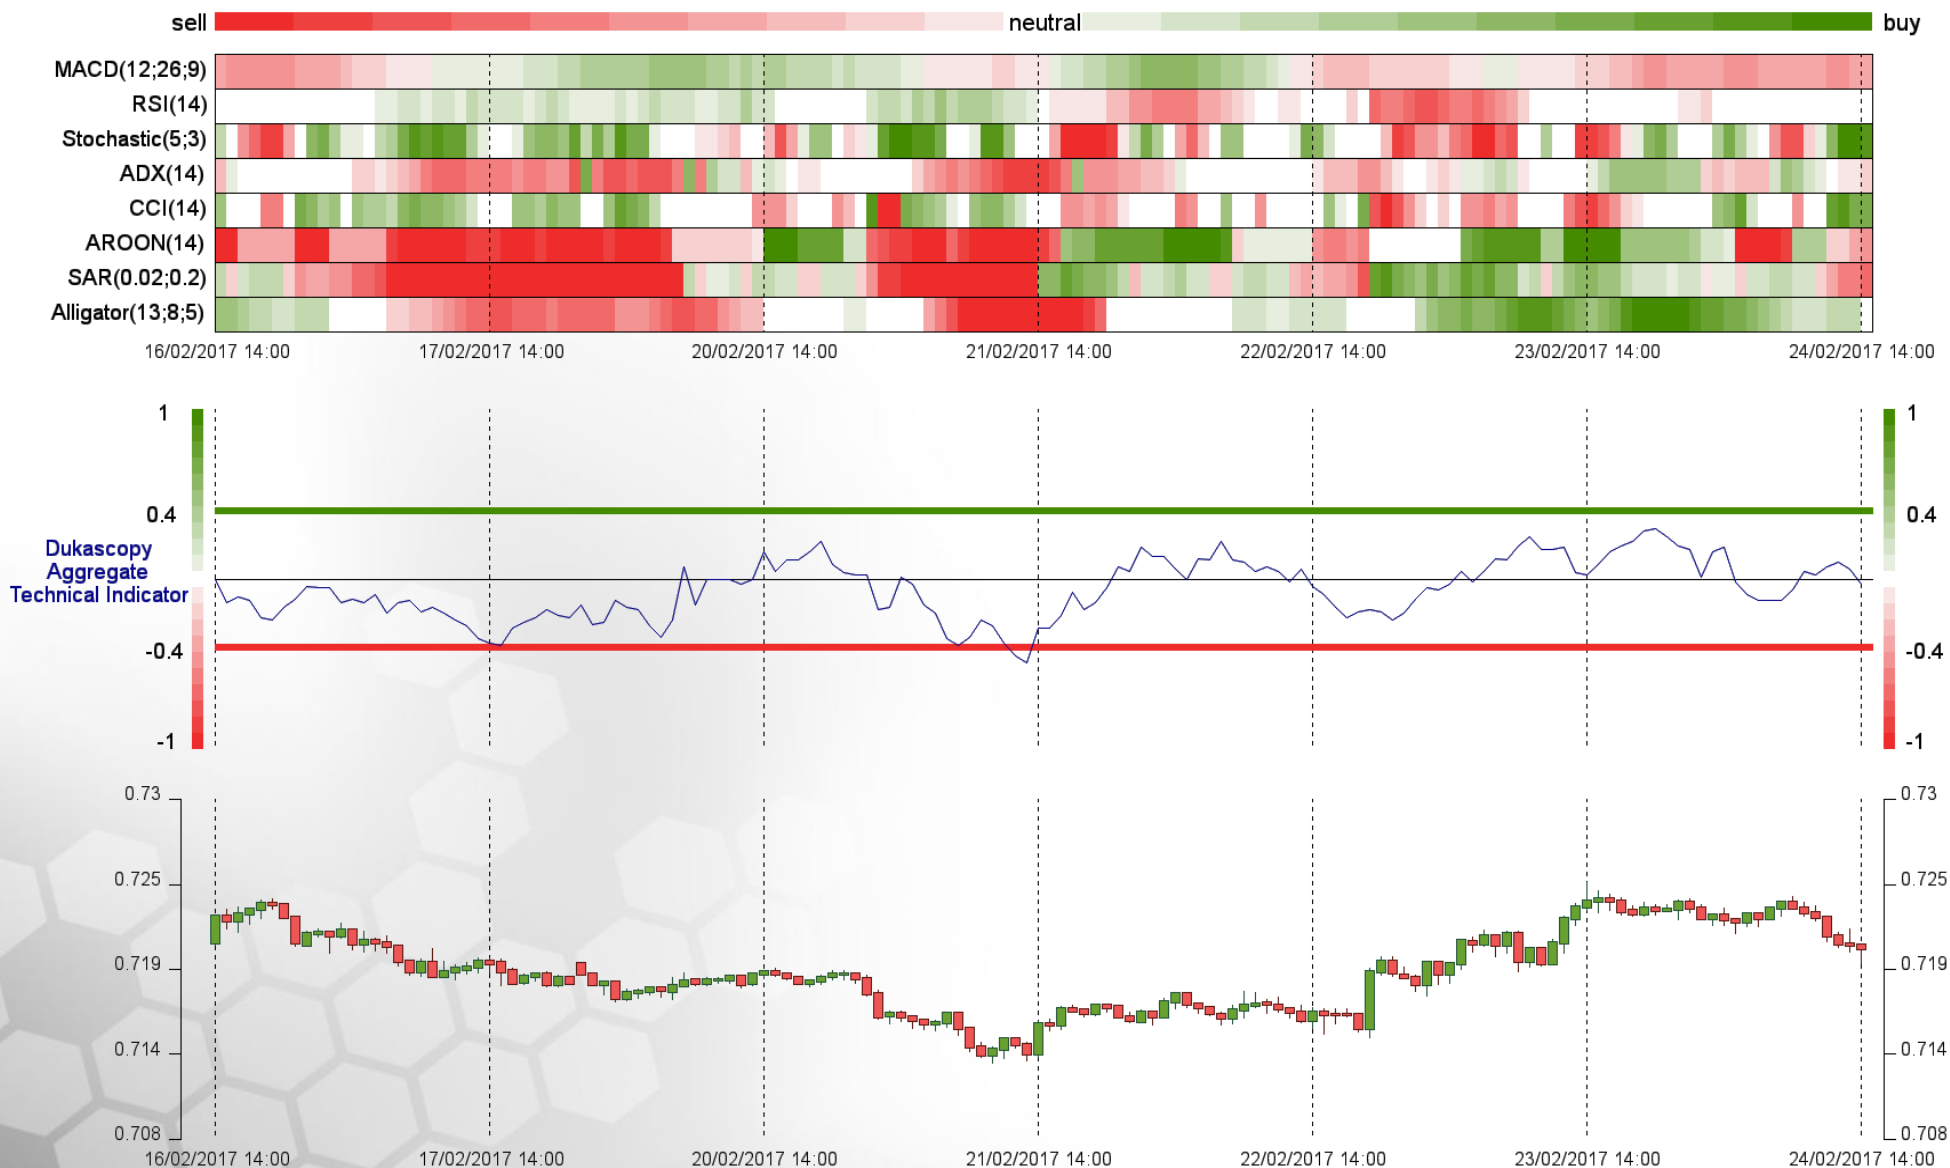 sell neutral buy
MACD(12;26;9)
RSI(14)
Stochastic(5;3)
ADX(14)
CCI(14)
AROON(14)
SAR(0.02;0.2)
Alligator(13;8;5)
16/02/2017 14:00 17/02/2017 14:00 20/02/2017 14:00 21/02/2017 14:00 22/02/2017 14:00 23/02/2017 14:00 24/02/2017 14:00
1 1
0.4 0.4
Dukascopy
Aggregate
Technical Indicator
-0.4 -0.4
-1 -1
0.73 0.73
0.725 0.725
0.719 0.719
0.714 0.714
0.708 0.708
16/02/2017 14:00 17/02/2017 14:00 20/02/2017 14:00 21/02/2017 14:00 22/02/2017 14:00 23/02/2017 14:00 24/02/2017 14:00